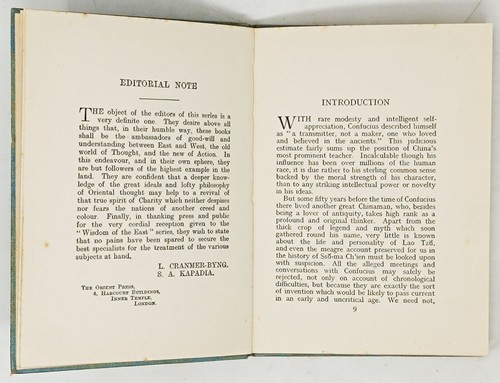 EDITORIAL NOTE
THE object of the editors of this series is a
very definite one. They desire above all
things that, in their humble way, these books
shall be the ambassadors of good-will and
understanding between East and West, the old
world of Thought, and the new of Action. In
this endeavour, and in their own sphere, they
are but followers of the highest example in the
land. They are confident that a deeper know-
ledge of the great ideals and lofty philosophy
of Oriental thought may help to a revival of
that true spirit of Charity which neither despises
nor fears the nations of another creed and
colour. Finally, in thanking press and public
for the very cordial reception given to the
"Wisdom of the East" series, they wish to state
that no pains have been spared to secure the
best specialists for the treatment of the various
subjects at hand.
L. CRANMER-BYNG.
S. A. KAPADIA.
THE ORIENT PRESS,
4, HARCOURT BUILDINGS,
INNER TEMPLE,
LONDON.
INTRODUCTION
WITH rare modesty and intelligent self-
appreciation, Confucius described himself
as "a transmitter, not a maker, one who loved
and believed in the ancients." This judicious
estimate fairly sums up the position of China's
most prominent teacher. Incalculable though his
influence has been over millions of the human
race, it is due rather to his sterling common sense
backed by the moral strength of his character,
than to any striking intellectual power or novelty
in his ideas.
But some fifty years before the time of Confucius
there lived another great Chinaman, who, besides
being a lover of antiquity, takes high rank as a
profound and original thinker. Apart from the
thick crop of legend and myth which soon
gathered round his name, very little is known
about the life and personality of Lao Tzŭ,
and even the meagre account preserved for us in
the history of Ssŭ-ma Ch'ien must be looked upon
with suspicion. All the alleged meetings and
conversations with Confucius may safely be
rejected, not only on account of chronological
difficulties, but because they are exactly the sort
of invention which would be likely to pass current
in an early and uncritical age. We need not,
9